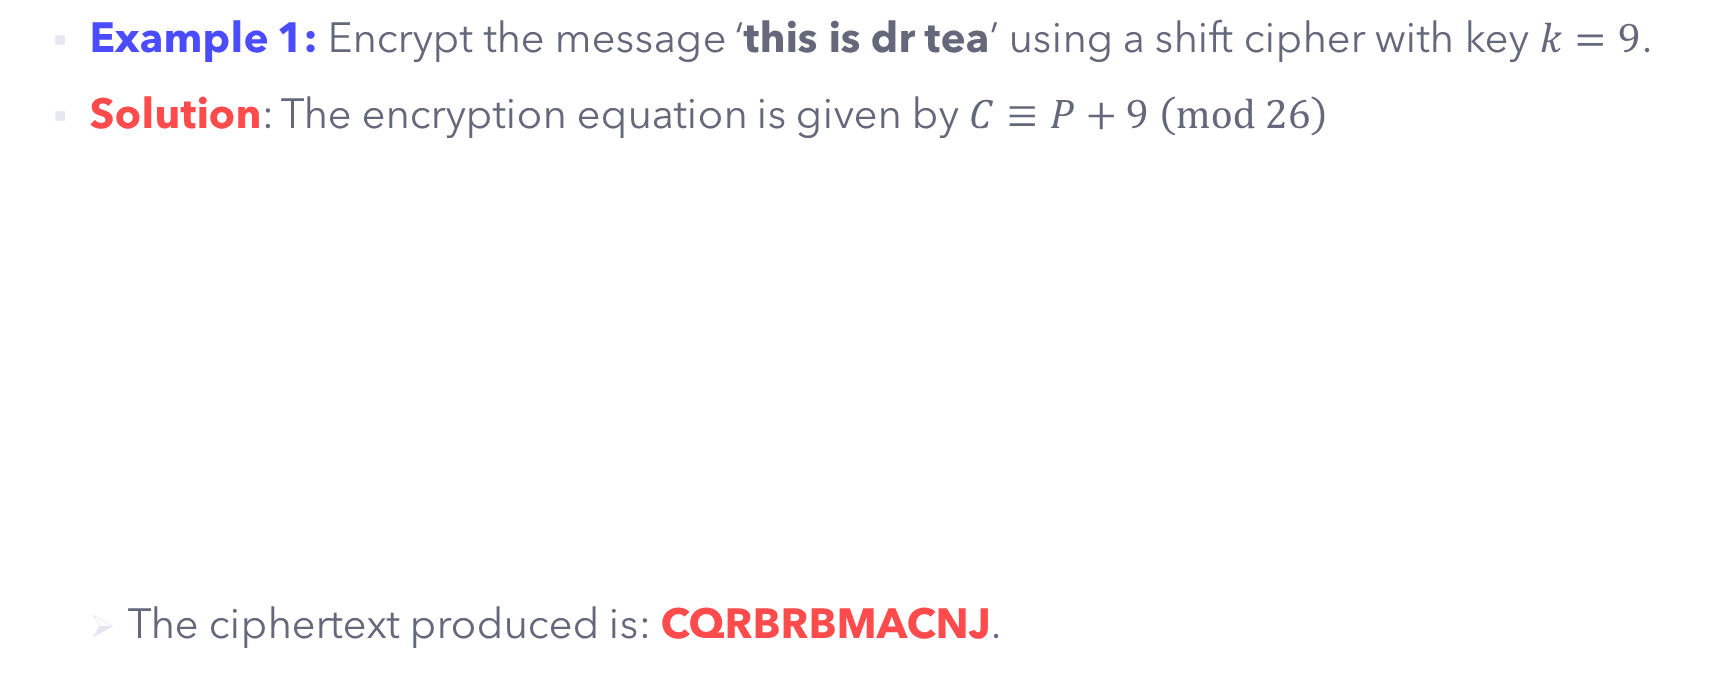 ▪ Example 1: Encrypt the message ‘this is dr tea’ using a shift cipher with key 𝑘 = 9.
▪ Solution: The encryption equation is given by 𝐶 ≡ 𝑃 + 9 (mod 26)
➢ The ciphertext produced is: CQRBRBMACNJ.